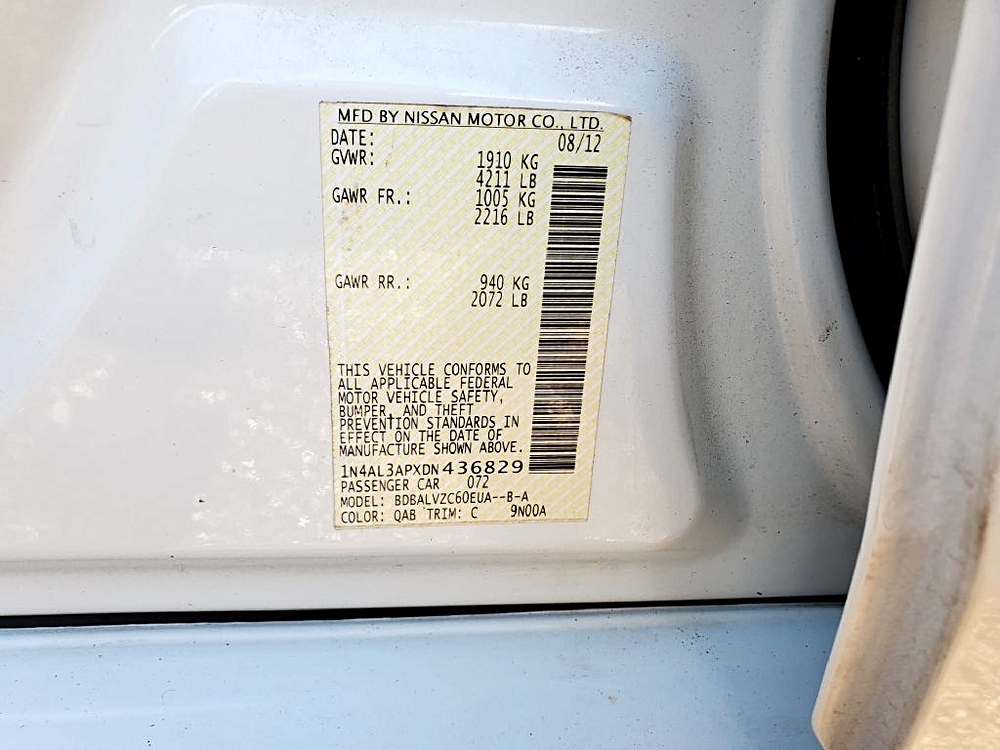 MFD BY NISSAN MOTOR CO., LTD.
DATE: 08/12
GVWR: 1910 KG
4211 LB
GAWR FR.: 1005 KG
2216 LB
GAWR RR.: 940 KG
2072 LB
THIS VEHICLE CONFORMS TO
ALL APPLICABLE FEDERAL
MOTOR VEHICLE SAFETY,
BUMPER, AND THEFT
PREVENTION STANDARDS IN
EFFECT ON THE DATE OF
MANUFACTURE SHOWN ABOVE.
1N4AL3APXDN436829
PASSENGER CAR 072
MODEL: BDBALVZC60EUA--B-A
COLOR: QAB TRIM: C 9N00A